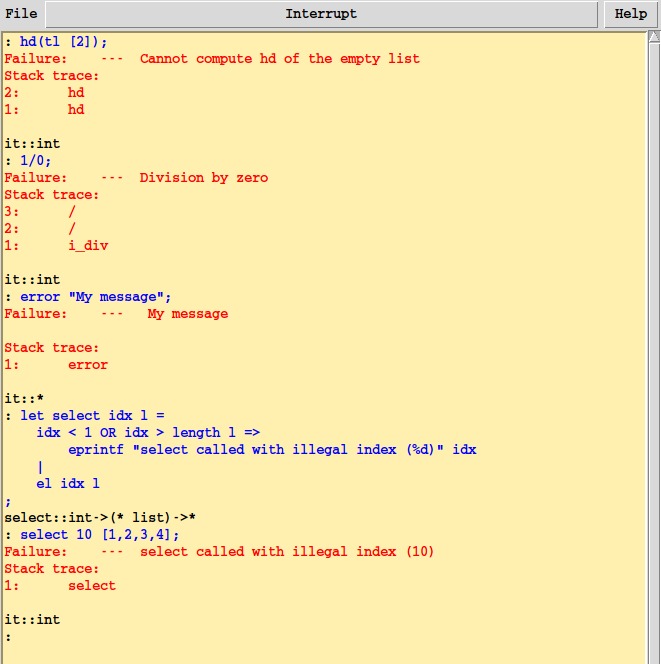 File Interrupt Help
: hd(tl [2]);
Failure:    ---  Cannot compute hd of the empty list
Stack trace:
2:      hd
1:      hd
it::int
: 1/0;
Failure:    ---  Division by zero
Stack trace:
3:      /
2:      /
1:      i_div
it::int
: error "My message";
Failure:    ---   My message
Stack trace:
1:      error
it::*
: let select idx l =
    idx < 1 OR idx > length l =>
        eprintf "select called with illegal index (%d)" idx
    |
    el idx l
;
select::int->(* list)->*
: select 10 [1,2,3,4];
Failure:    ---  select called with illegal index (10)
Stack trace:
1:      select
it::int
: